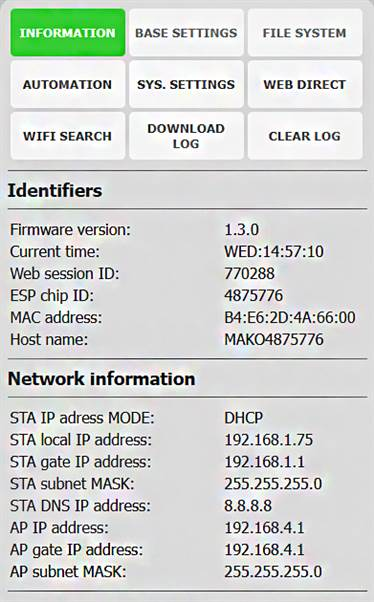 INFORMATION BASE SETTINGS FILE SYSTEM
AUTOMATION SYS. SETTINGS WEB DIRECT
WIFI SEARCH DOWNLOAD LOG CLEAR LOG
Identifiers
Firmware version: 1.3.0
Current time: WED:14:57:10
Web session ID: 770288
ESP chip ID: 4875776
MAC address: B4:E6:2D:4A:66:00
Host name: MAKO4875776
Network information
STA IP adress MODE: DHCP
STA local IP address: 192.168.1.75
STA gate IP address: 192.168.1.1
STA subnet MASK: 255.255.255.0
STA DNS IP address: 8.8.8.8
AP IP address: 192.168.4.1
AP gate IP address: 192.168.4.1
AP subnet MASK: 255.255.255.0